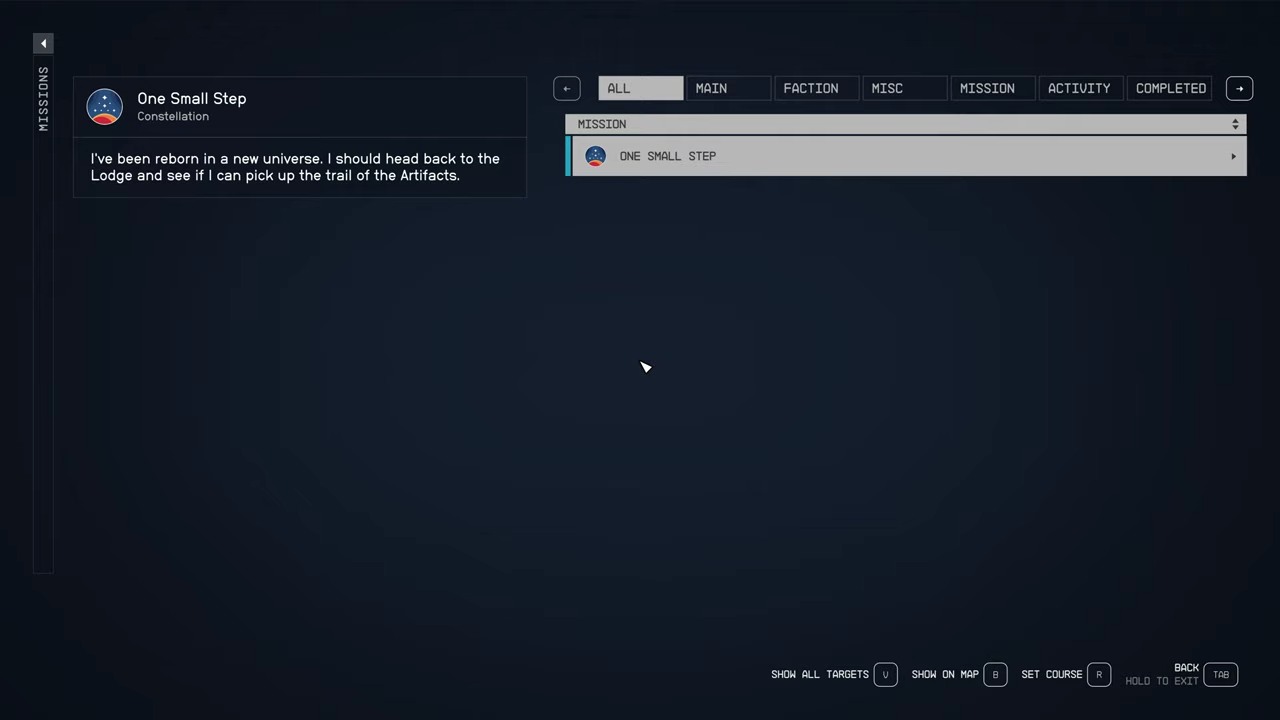 MISSIONS
One Small Step
Constellation
I've been reborn in a new universe. I should head back to the
Lodge and see if I can pick up the trail of the Artifacts.
ALL MAIN FACTION MISC MISSION ACTIVITY COMPLETED
MISSION
ONE SMALL STEP
SHOW ALL TARGETS V SHOW ON MAP B SET COURSE R BACK TAB
HOLD TO EXIT